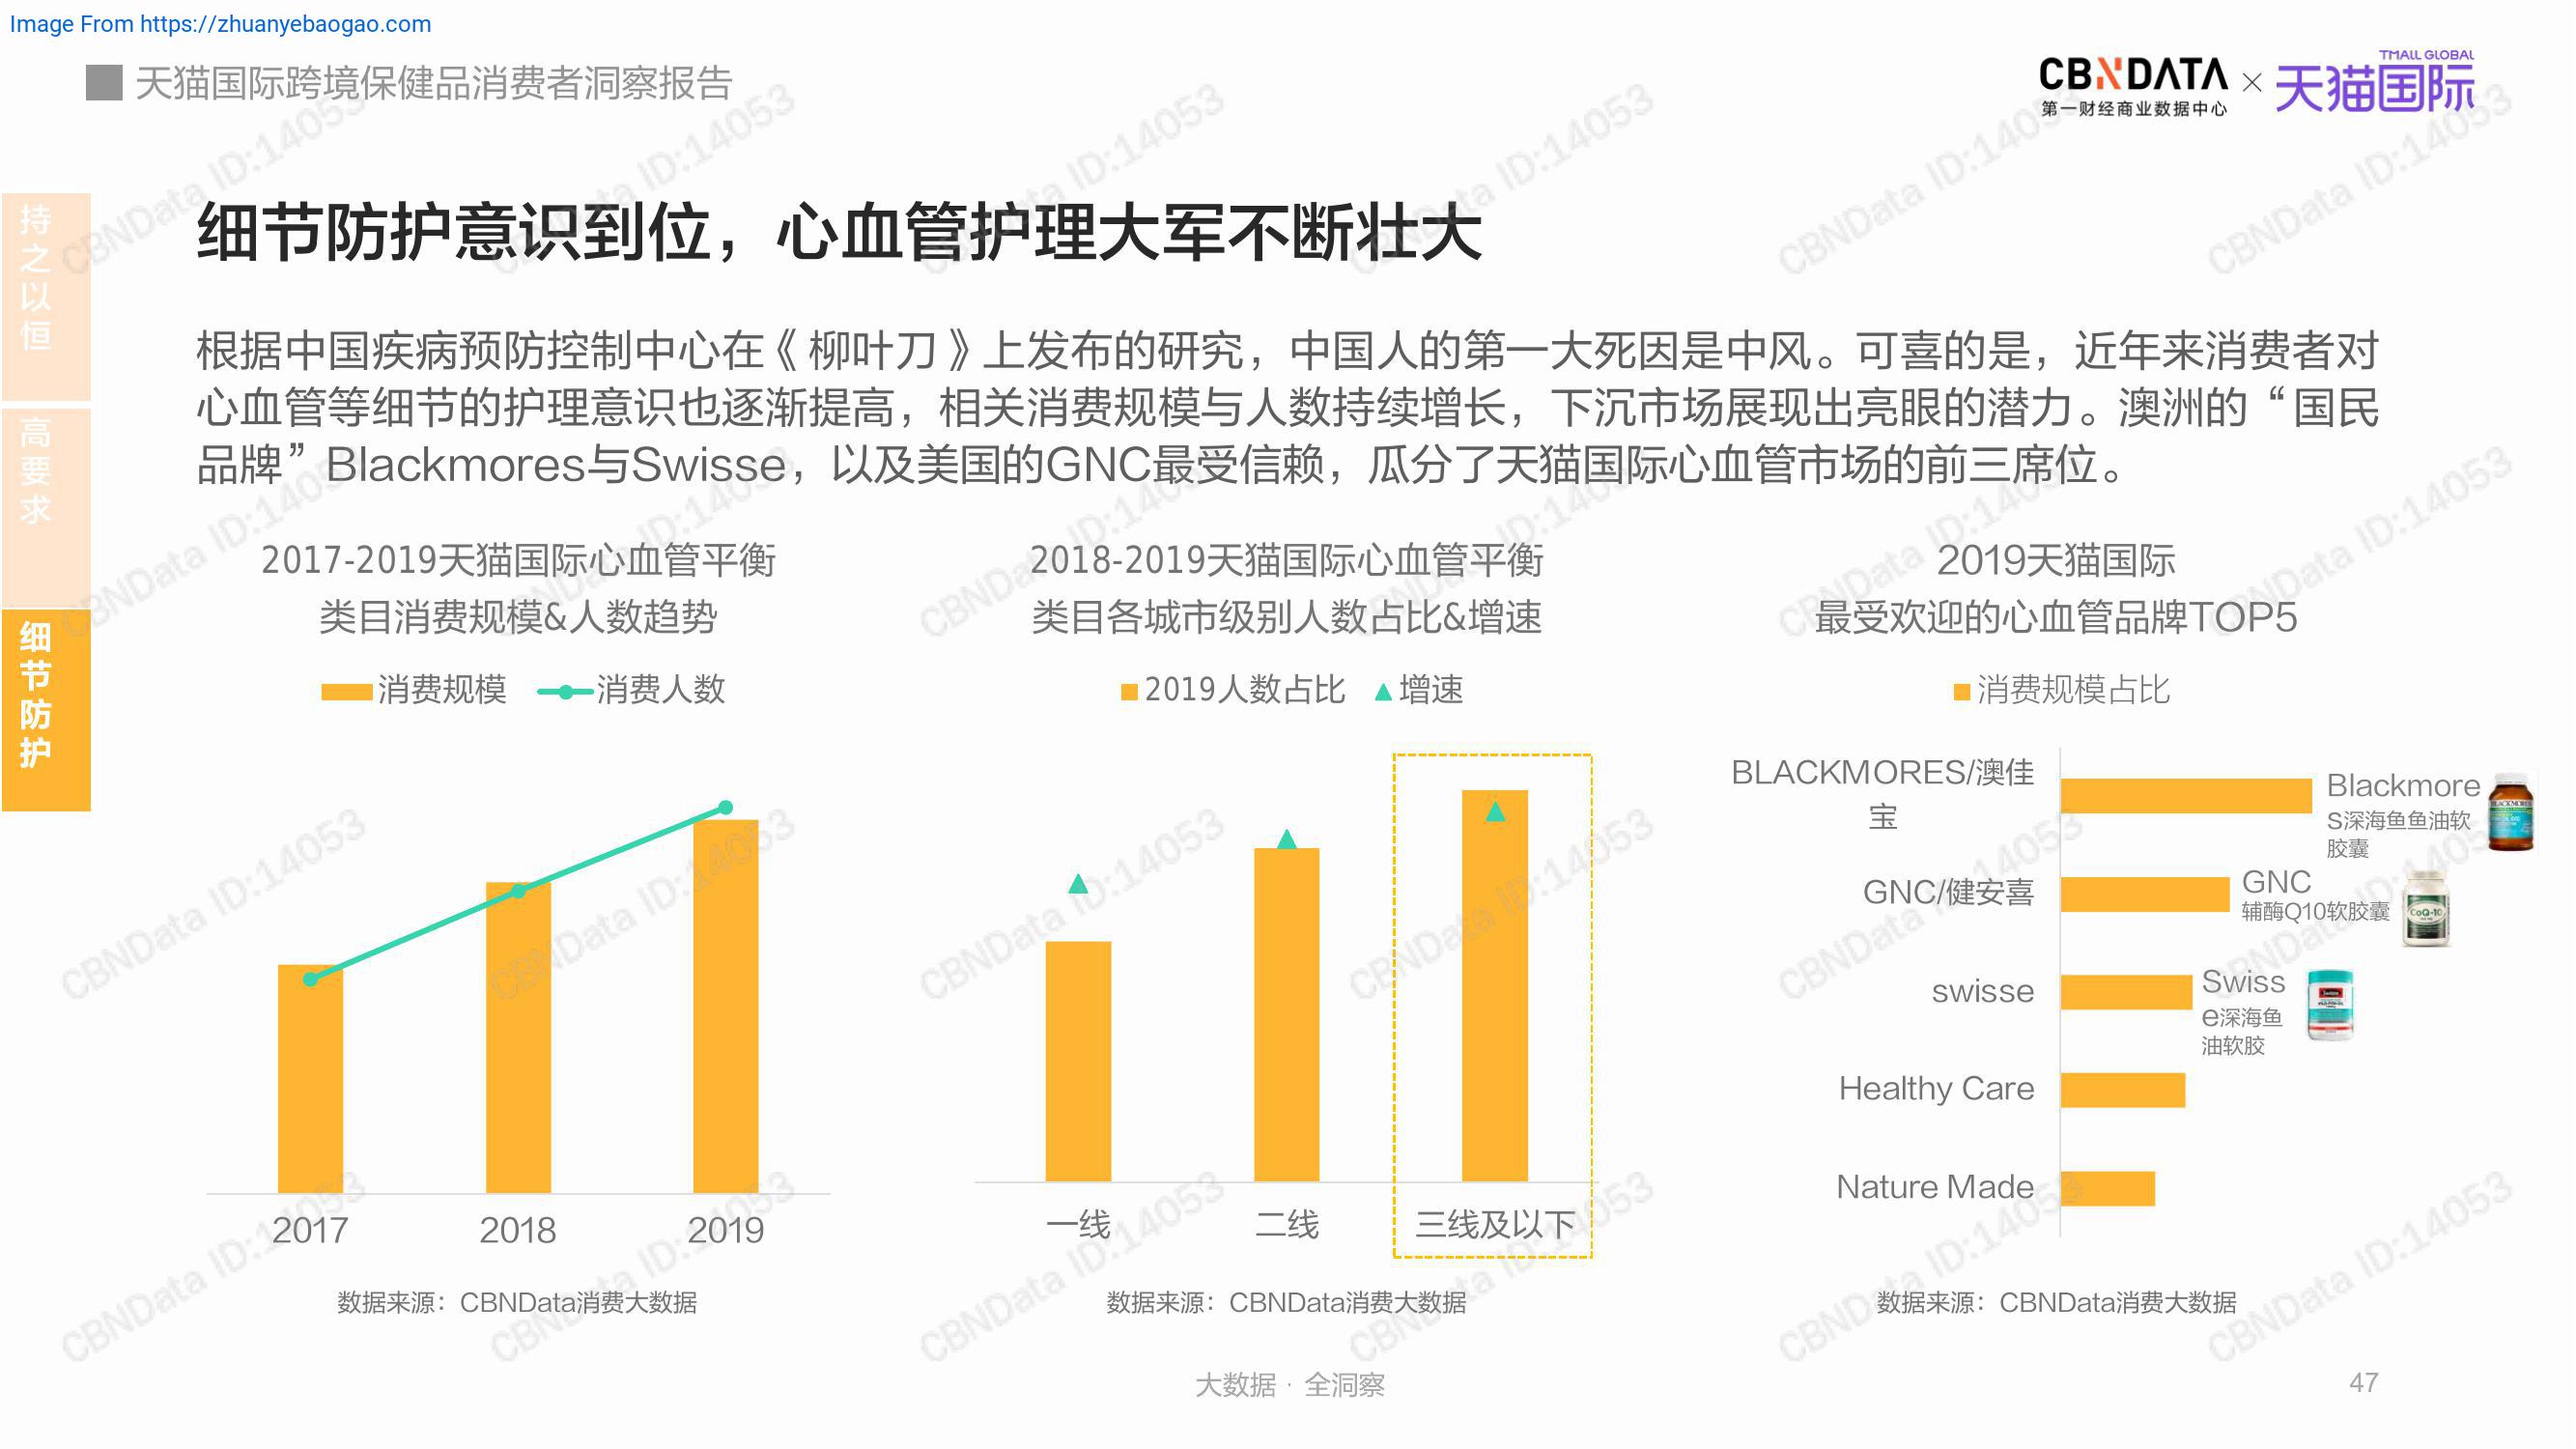 Image From https://zhuanyebaogao.com
天猫国际跨境保健品消费者洞察报告
CBNDATA
第一财经商业数据中心
×
TMALL GLOBAL
天猫国际
持之以恒
高要求
细节防护
细节防护意识到位，心血管护理大军不断壮大
根据中国疾病预防控制中心在《柳叶刀》上发布的研究，中国人的第一大死因是中风。可喜的是，近年来消费者对
心血管等细节的护理意识也逐渐提高，相关消费规模与人数持续增长，下沉市场展现出亮眼的潜力。澳洲的“国民
品牌”Blackmores与Swisse，以及美国的GNC最受信赖，瓜分了天猫国际心血管市场的前三席位。
2017-2019天猫国际心血管平衡
类目消费规模&人数趋势
消费规模 消费人数
2017 2018 2019
数据来源：CBNData消费大数据
2018-2019天猫国际心血管平衡
类目各城市级别人数占比&增速
2019人数占比 增速
一线 二线 三线及以下
数据来源：CBNData消费大数据
2019天猫国际
最受欢迎的心血管品牌TOP5
消费规模占比
BLACKMORES/澳佳
宝
Blackmore
s深海鱼鱼油软
胶囊
GNC/健安喜
GNC
辅酶Q10软胶囊
CoQ-10
swisse
Swiss
e深海鱼
油软胶
Healthy Care
Nature Made
数据来源：CBNData消费大数据
大数据 · 全洞察
47
CBNData ID:14053